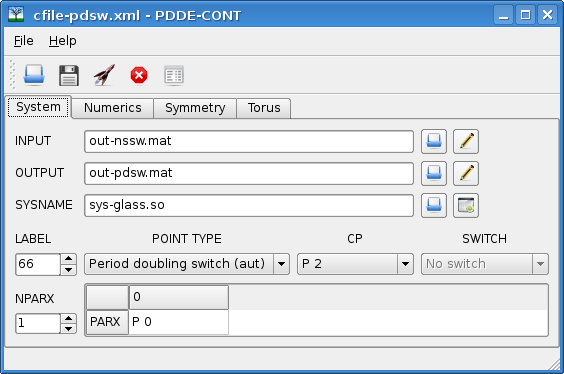 cfile-pdsw.xml - PDDE-CONT
File Help
System Numerics Symmetry Torus
INPUT out-nssw.mat
OUTPUT out-pdsw.mat
SYSNAME sys-glass.so
LABEL POINT TYPE CP SWITCH
66 Period doubling switch (aut) P 2 No switch
NPARX 0
1 PARX P 0